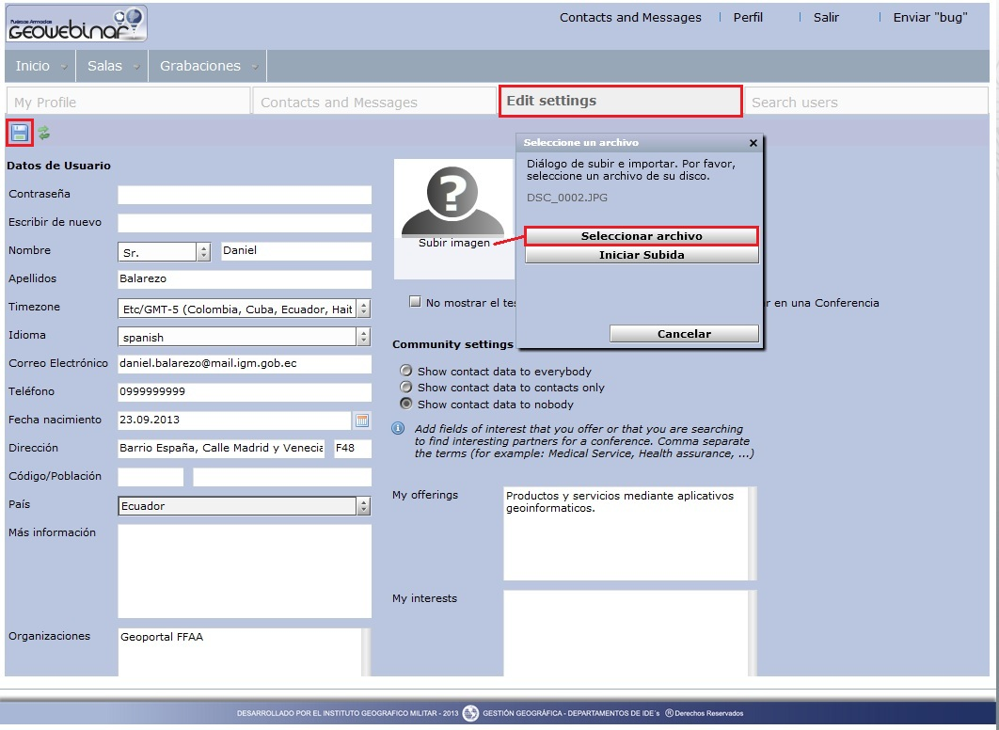 Fuerzas Armadas
GEOWEBINAR
Contacts and Messages | Perfil | Salir | Enviar "bug"
Inicio Salas Grabaciones
My Profile Contacts and Messages Edit settings Search users
Seleccione un archivo x
Diálogo de subir e importar. Por favor,
seleccione un archivo de su disco.
DSC_0002.JPG
Seleccionar archivo
Iniciar Subida
Cancelar
Datos de Usuario
Contraseña
Escribir de nuevo
Nombre Sr. Daniel
Apellidos Balarezo
Timezone Etc/GMT-5 (Colombia, Cuba, Ecuador, Hait
Idioma spanish
Correo Electrónico daniel.balarezo@mail.igm.gob.ec
Teléfono 0999999999
Fecha nacimiento 23.09.2013
Dirección Barrio España, Calle Madrid y Venecia F48
Código/Población
País Ecuador
Más información
Organizaciones Geoportal FFAA
?
Subir imagen
No mostrar el tes r en una Conferencia
Community settings
Show contact data to everybody
Show contact data to contacts only
Show contact data to nobody
i Add fields of interest that you offer or that you are searching
to find interesting partners for a conference. Comma separate
the terms (for example: Medical Service, Health assurance, ...)
My offerings Productos y servicios mediante aplicativos
geoinformaticos.
My interests
DESARROLLADO POR EL INSTITUTO GEOGRAFICO MILITAR - 2013 GESTIÓN GEOGRÁFICA - DEPARTAMENTOS DE IDE´s ® Derechos Reservados